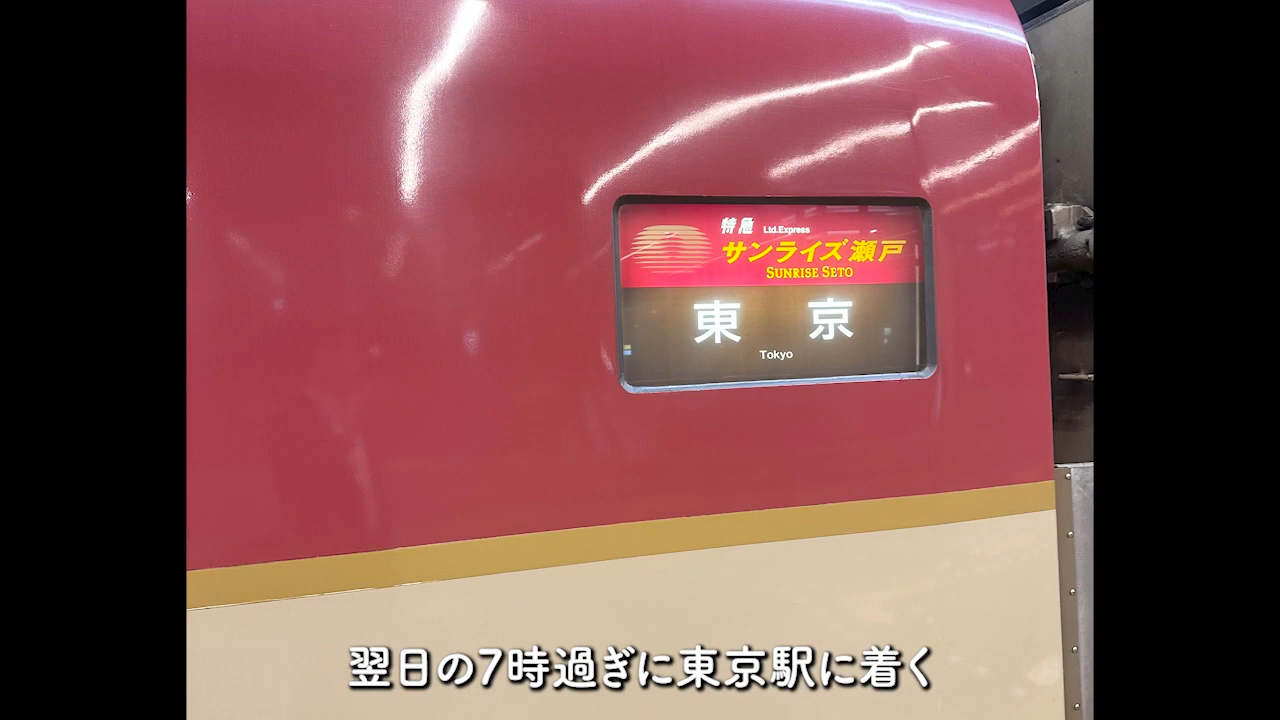 特急 Ltd.Express
サンライズ瀬戸
SUNRISE SETO
東京
Tokyo
翌日の7時過ぎに東京駅に着く